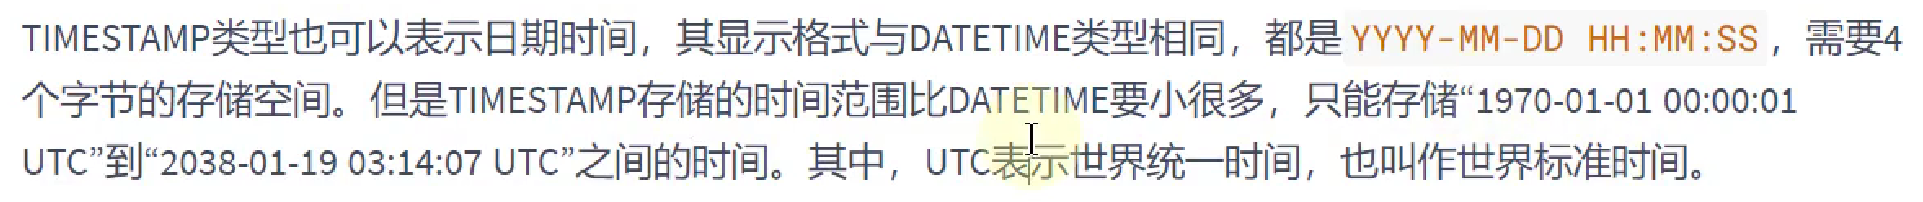 TIMESTAMP类型也可以表示日期时间，其显示格式与DATETIME类型相同，都是 YYYY-MM-DD HH:MM:SS ，需要4
个字节的存储空间。但是TIMESTAMP存储的时间范围比DATETIME要小很多，只能存储“1970-01-01 00:00:01
UTC”到“2038-01-19 03:14:07 UTC”之间的时间。其中，UTC表示世界统一时间，也叫作世界标准时间。